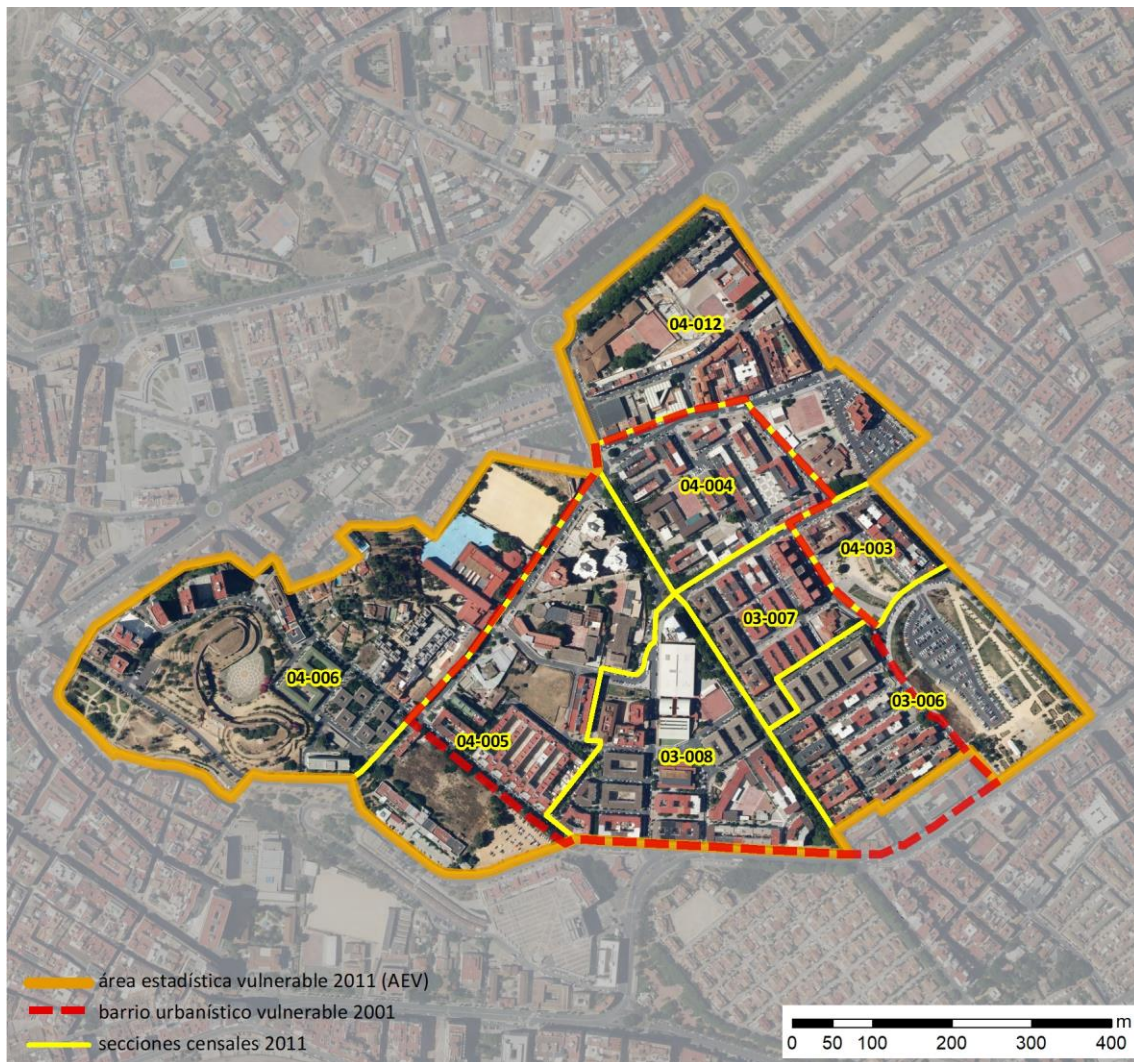 04-012
04-004
04-003
03-007
04-006
03-006
04-005
03-008
área estadística vulnerable 2011 (AEV)
barrio urbanístico vulnerable 2001
secciones censales 2011
m
0 50 100 200 300 400